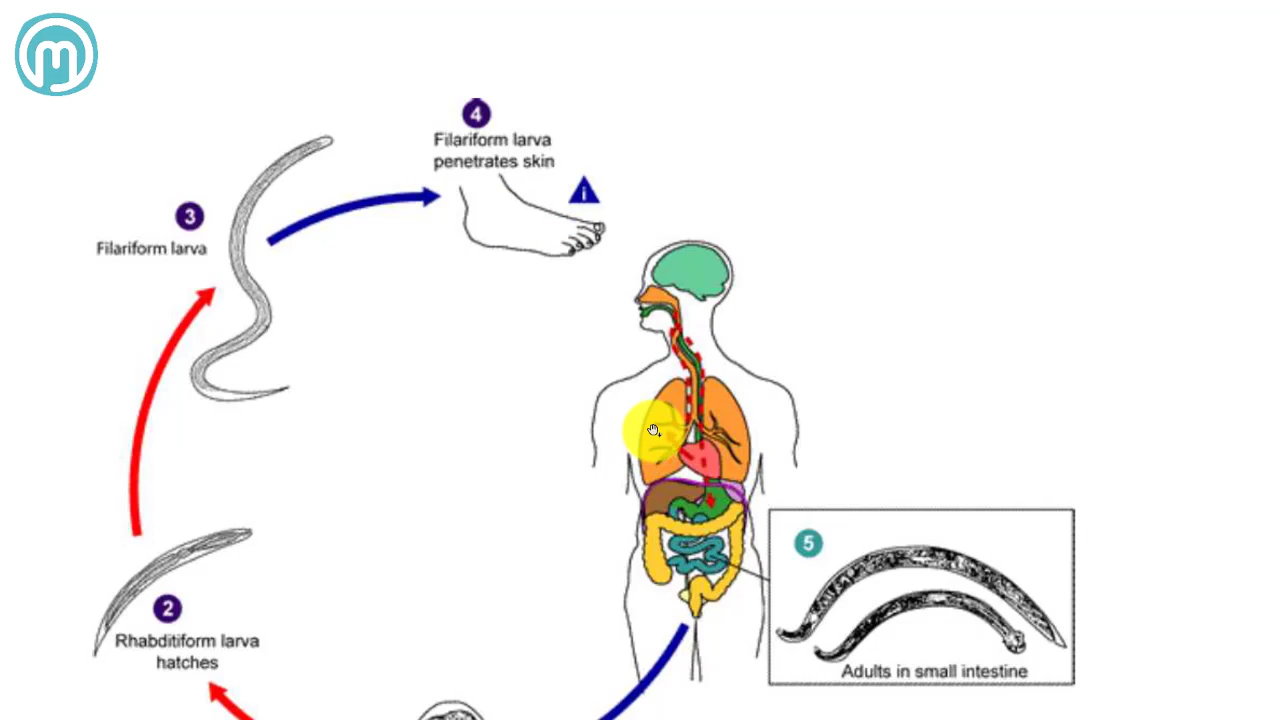 4
Filariform larva
penetrates skin
i
3
Filariform larva
5
Adults in small intestine
2
Rhabditiform larva
hatches